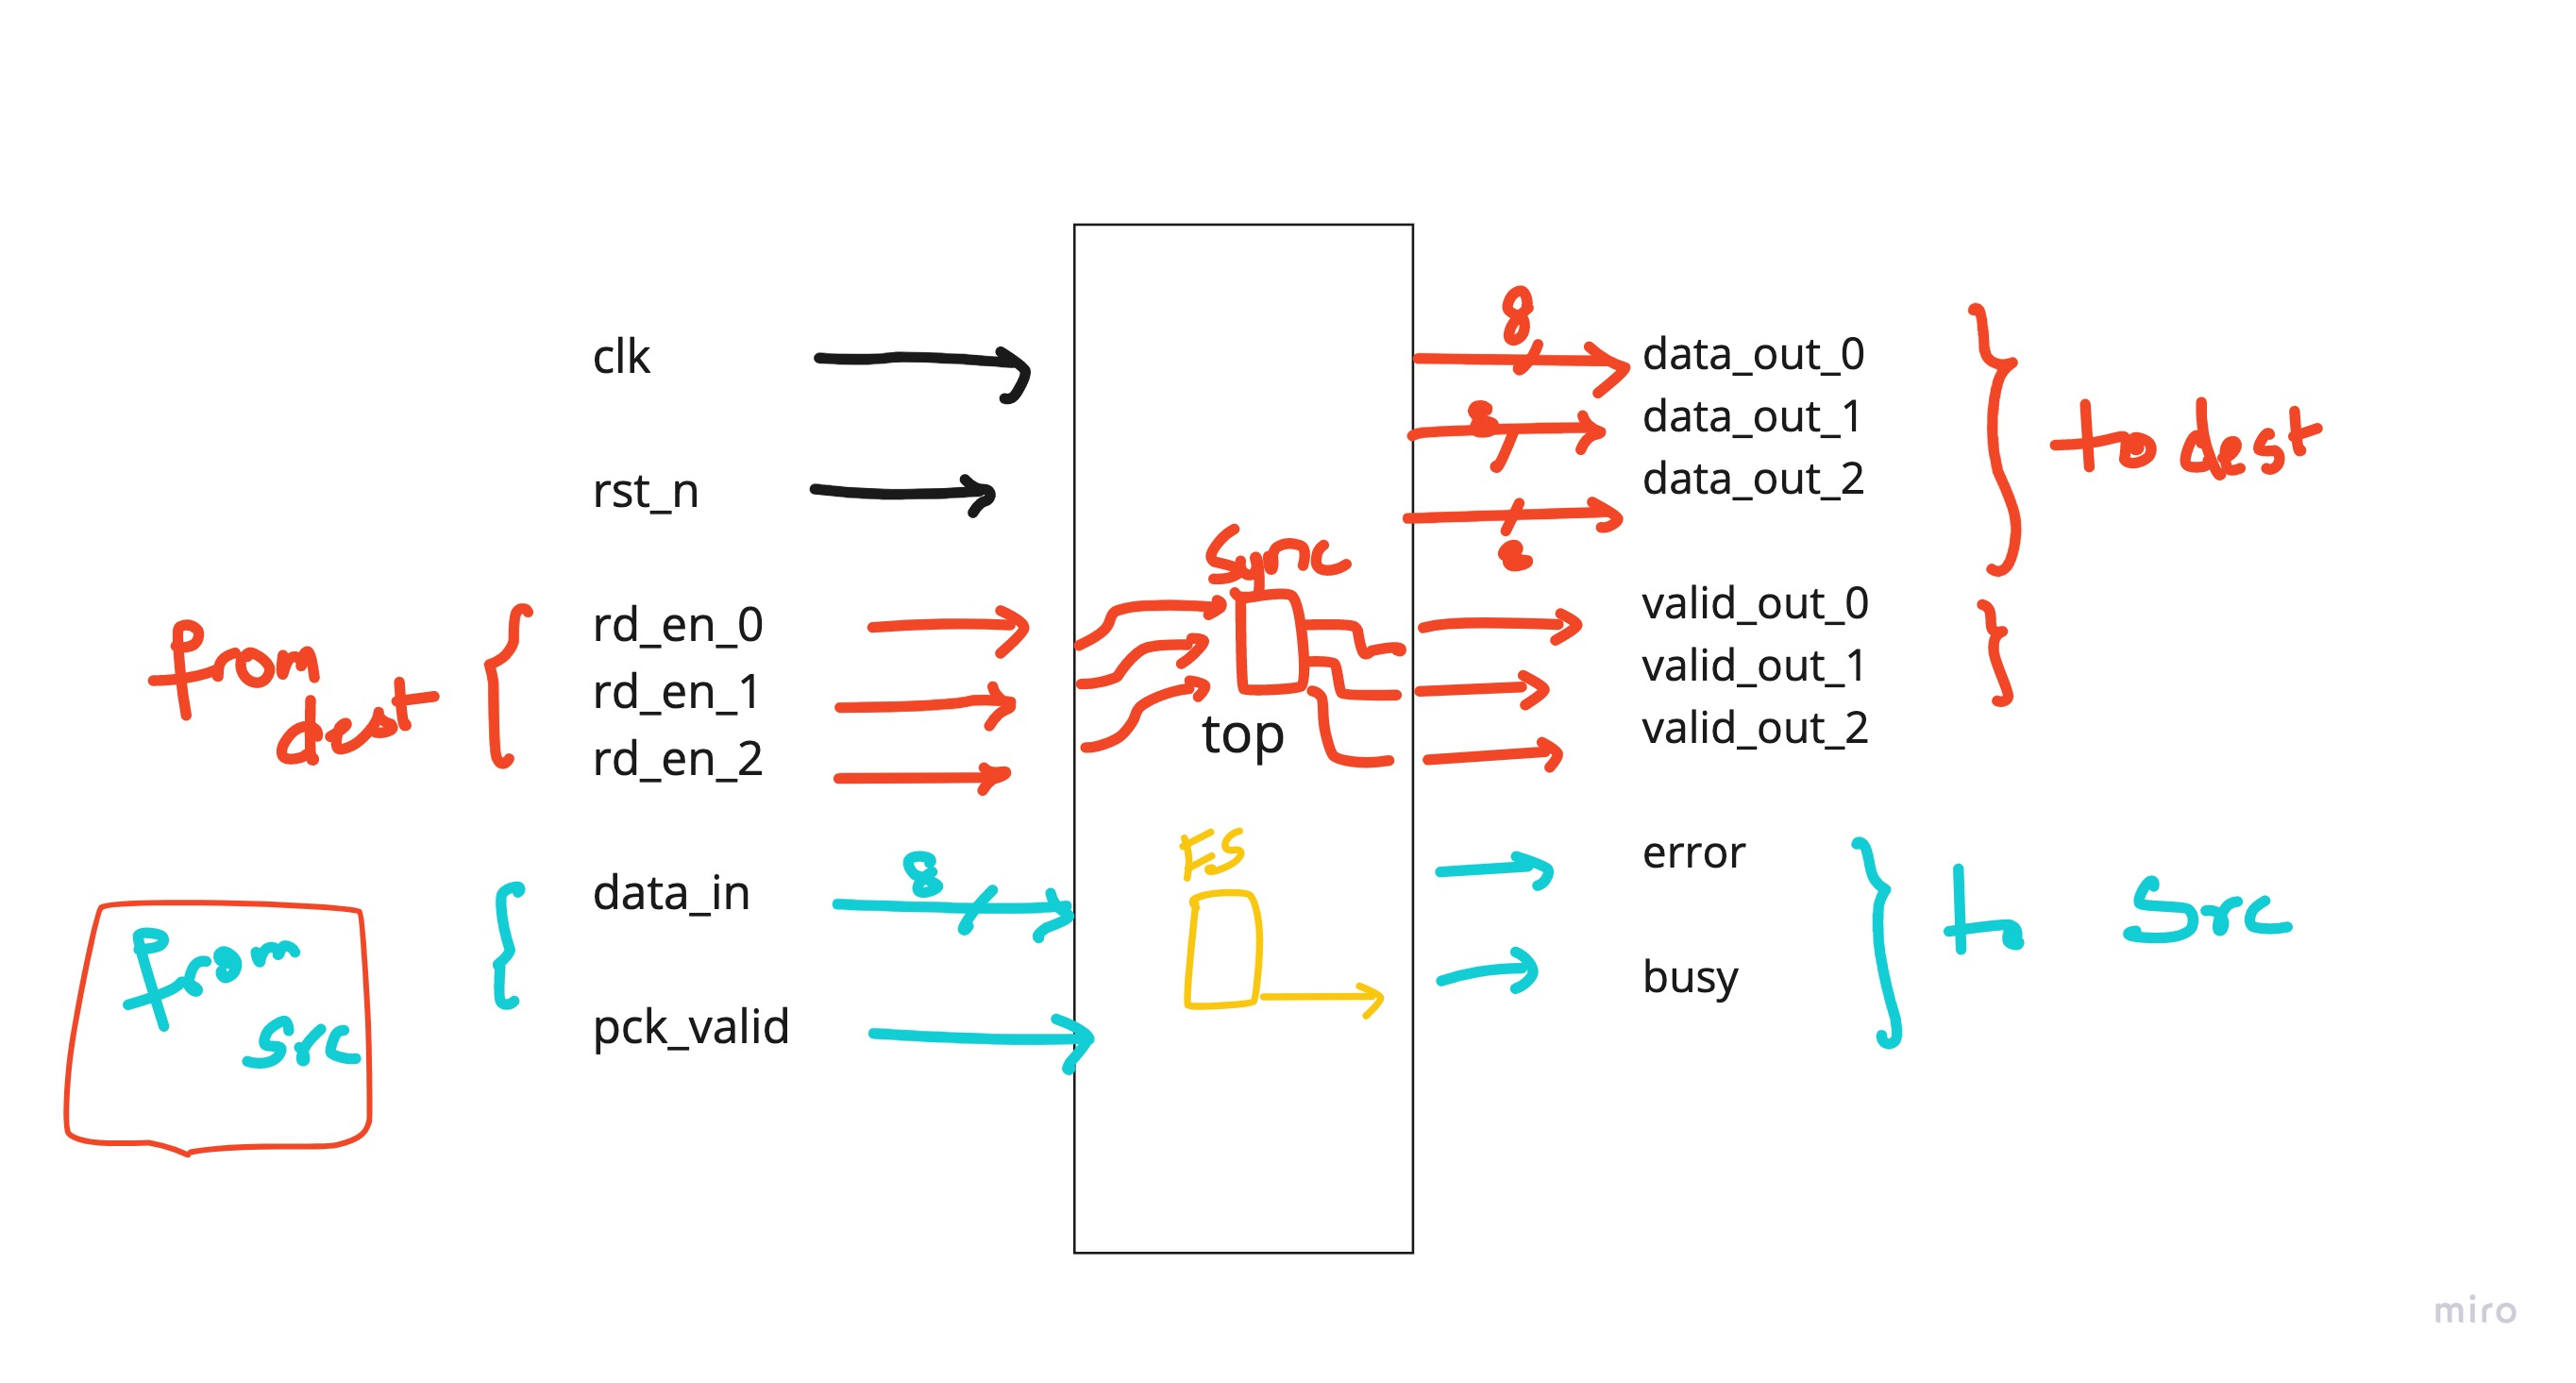 clk
rst_n
from
dest
rd_en_0
rd_en_1
rd_en_2
from
src
data_in
8
pck_valid
sync
top
FS
8
data_out_0
8
data_out_1
data_out_2
to dest
valid_out_0
valid_out_1
valid_out_2
error
busy
to src
miro